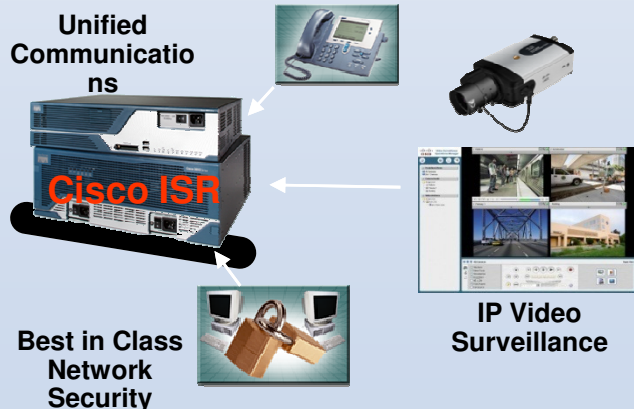 Unified
Communicatio
ns
Cisco ISR
IP Video
Surveillance
Best in Class
Network
Security